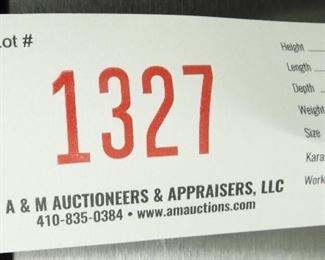 Lot #
1327
A & M AUCTIONEERS & APPRAISERS, LLC
410-835-0384 • www.amauctions.com
Height
Length
Depth
Weight
Size
Kara
Work